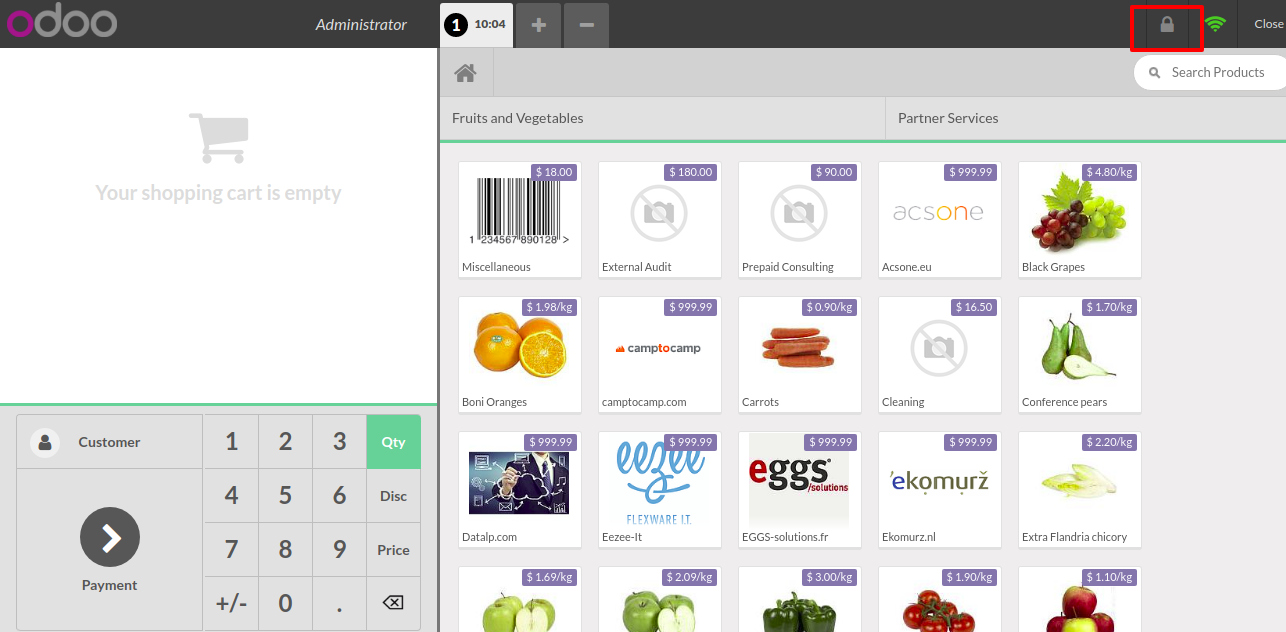 odoo
Administrator
1 10:04 + −
Close
Search Products
Fruits and Vegetables
Partner Services
Your shopping cart is empty
$ 18.00
1 234567 890128 >
Miscellaneous
$ 180.00
External Audit
$ 90.00
Prepaid Consulting
$ 999.99
acsone
Acsone.eu
$ 4.80/kg
Black Grapes
$ 1.98/kg
Boni Oranges
$ 999.99
camptocamp
camptocamp.com
$ 0.90/kg
Carrots
$ 16.50
Cleaning
$ 1.70/kg
Conference pears
$ 999.99
Datalp.com
$ 999.99
eezee
FLEXWARE I.T.
Eezee-It
$ 999.99
eggs
/solutions
EGGS-solutions.fr
$ 999.99
'ekomurž
Ekomurz.nl
$ 2.20/kg
Extra Flandria chicory
$ 1.69/kg
$ 2.09/kg
$ 3.00/kg
$ 1.90/kg
$ 1.10/kg
Customer
Payment
1 2 3 Qty
4 5 6 Disc
7 8 9 Price
+/- 0 .